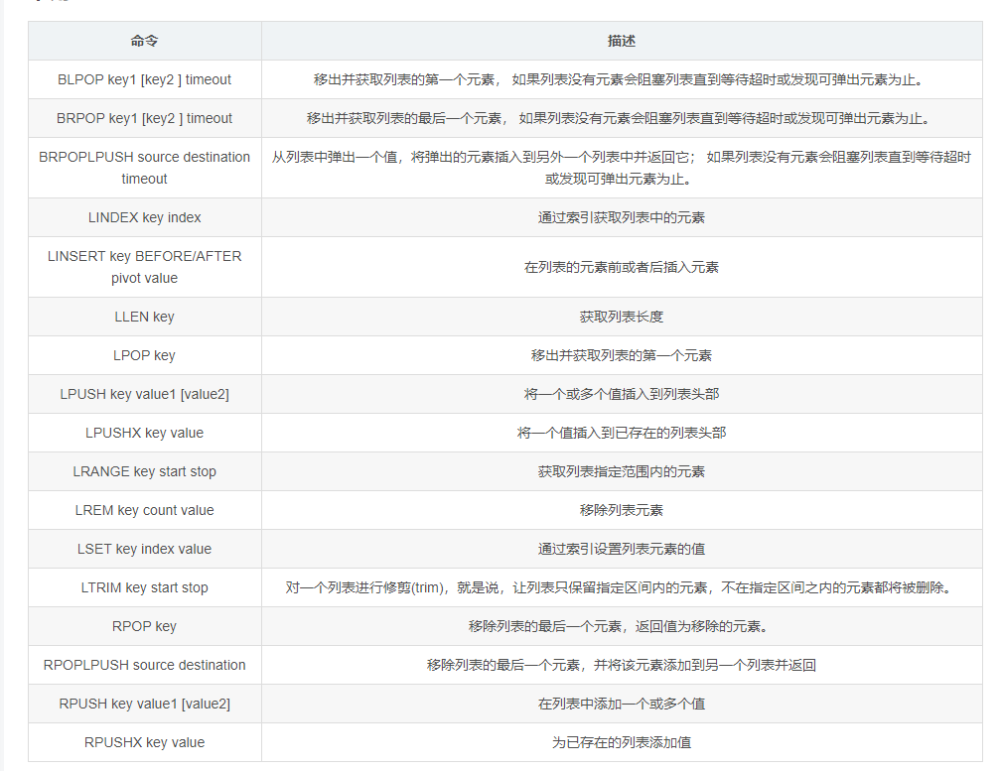 命令 描述
BLPOP key1 [key2 ] timeout 移出并获取列表的第一个元素， 如果列表没有元素会阻塞列表直到等待超时或发现可弹出元素为止。
BRPOP key1 [key2 ] timeout 移出并获取列表的最后一个元素， 如果列表没有元素会阻塞列表直到等待超时或发现可弹出元素为止。
BRPOPLPUSH source destination
timeout
从列表中弹出一个值，将弹出的元素插入到另外一个列表中并返回它； 如果列表没有元素会阻塞列表直到等待超时
或发现可弹出元素为止。
LINDEX key index 通过索引获取列表中的元素
LINSERT key BEFORE/AFTER
pivot value
在列表的元素前或者后插入元素
LLEN key 获取列表长度
LPOP key 移出并获取列表的第一个元素
LPUSH key value1 [value2] 将一个或多个值插入到列表头部
LPUSHX key value 将一个值插入到已存在的列表头部
LRANGE key start stop 获取列表指定范围内的元素
LREM key count value 移除列表元素
LSET key index value 通过索引设置列表元素的值
LTRIM key start stop 对一个列表进行修剪(trim)，就是说，让列表只保留指定区间内的元素，不在指定区间之内的元素都将被删除。
RPOP key 移除列表的最后一个元素，返回值为移除的元素。
RPOPLPUSH source destination 移除列表的最后一个元素，并将该元素添加到另一个列表并返回
RPUSH key value1 [value2] 在列表中添加一个或多个值
RPUSHX key value 为已存在的列表添加值